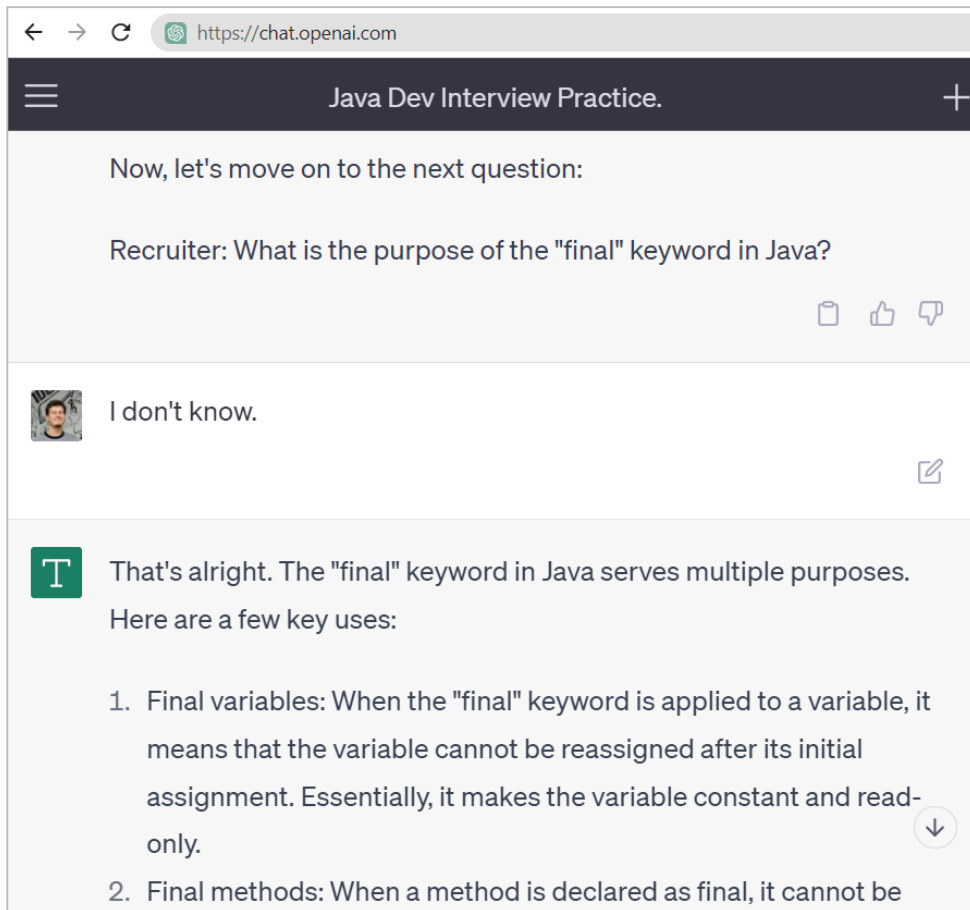 https://chat.openai.com
Java Dev Interview Practice.
Now, let's move on to the next question:
Recruiter: What is the purpose of the "final" keyword in Java?
I don't know.
T
That's alright. The "final" keyword in Java serves multiple purposes.
Here are a few key uses:
1. Final variables: When the "final" keyword is applied to a variable, it
means that the variable cannot be reassigned after its initial
assignment. Essentially, it makes the variable constant and read-
only.
2. Final methods: When a method is declared as final, it cannot be